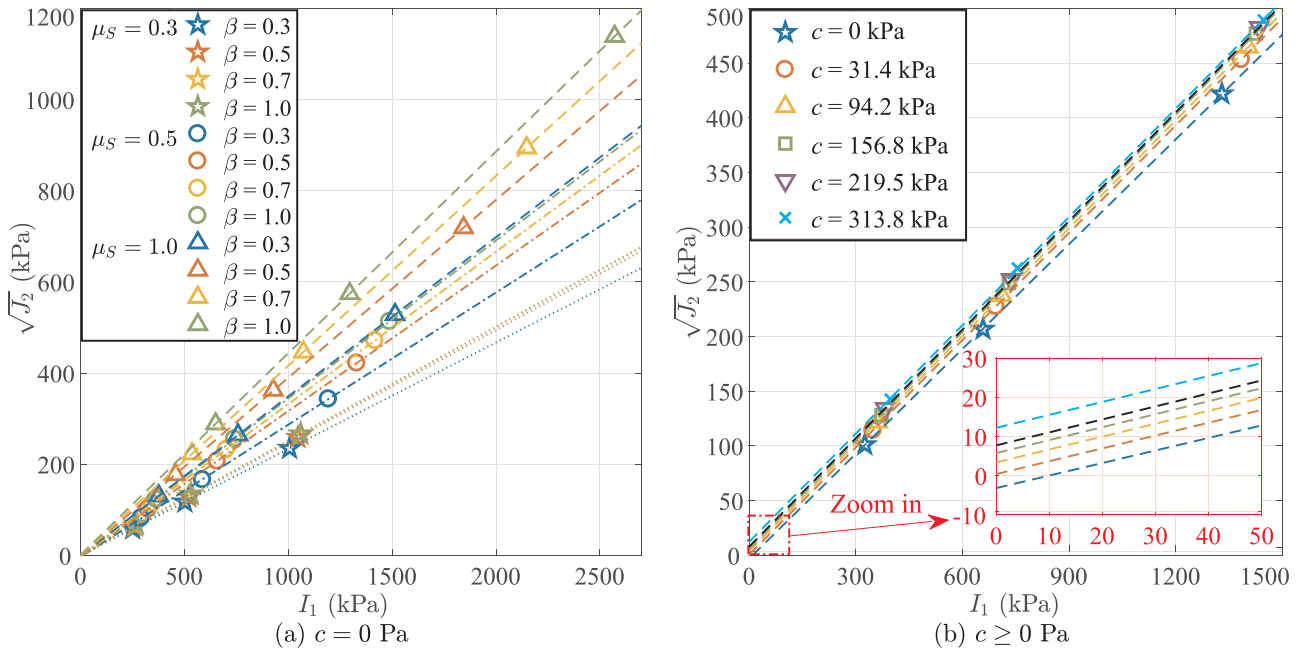 1200
1000
800
600
400
200
0
0
500
1000
1500
2000
2500
√J₂ (kPa)
I₁ (kPa)
μ_S = 0.3
β = 0.3
β = 0.5
β = 0.7
β = 1.0
μ_S = 0.5
β = 0.3
β = 0.5
β = 0.7
β = 1.0
μ_S = 1.0
β = 0.3
β = 0.5
β = 0.7
β = 1.0
(a) c = 0 Pa
500
450
400
350
300
250
200
150
100
50
0
0
300
600
900
1200
1500
√J₂ (kPa)
I₁ (kPa)
c = 0 kPa
c = 31.4 kPa
c = 94.2 kPa
c = 156.8 kPa
c = 219.5 kPa
c = 313.8 kPa
Zoom in
30
20
10
0
-10
0
10
20
30
40
50
(b) c ≥ 0 Pa